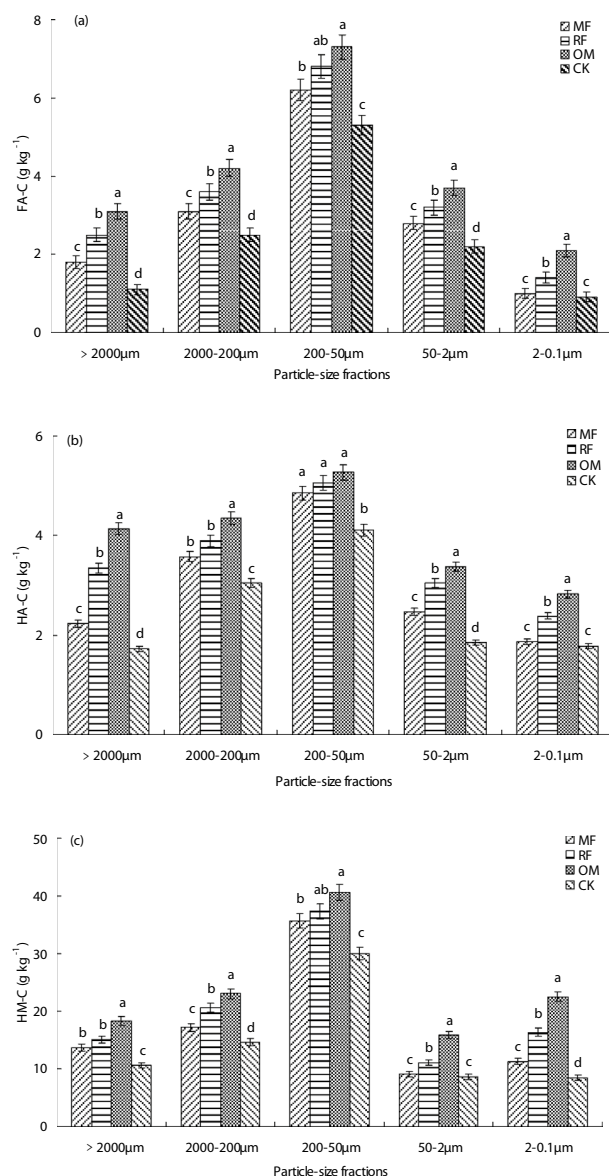 (a)
MF
RF
OM
CK
FA-C (g kg⁻¹)
8
6
4
2
0
c b a d
c b a d
b ab a c
c b a d
c b a c
> 2000μm 2000-200μm 200-50μm 50-2μm 2-0.1μm
Particle-size fractions
(b)
MF
RF
OM
CK
HA-C (g kg⁻¹)
6
4
2
0
c b a d
b b a c
a a a b
c b a d
c b a c
> 2000μm 2000-200μm 200-50μm 50-2μm 2-0.1μm
Particle-size fractions
(c)
MF
RF
OM
CK
HM-C (g kg⁻¹)
50
40
30
20
10
0
b b a c
c b a d
b ab a c
c b a c
c b a d
> 2000μm 2000-200μm 200-50μm 50-2μm 2-0.1μm
Particle-size fractions